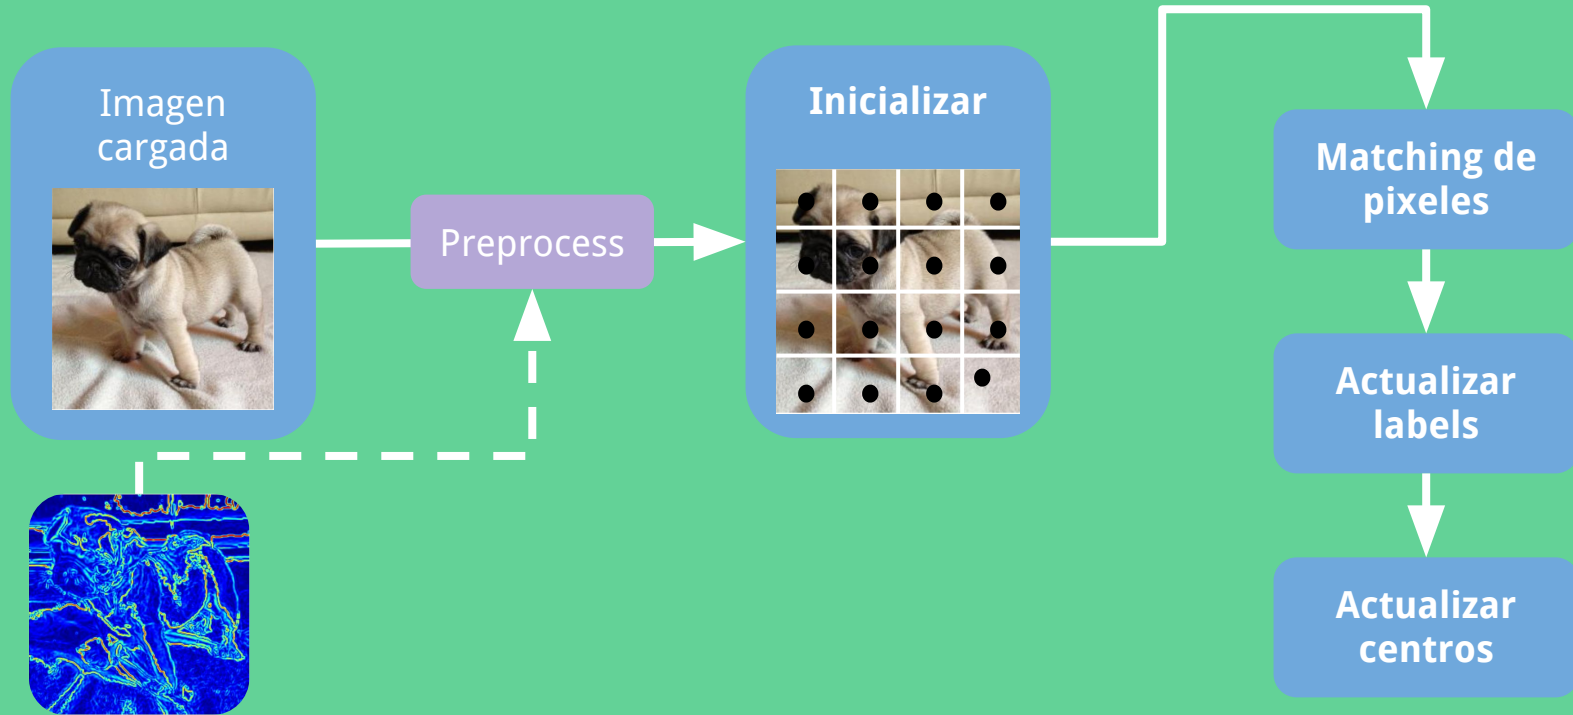 Imagen
cargada
Preprocess
Inicializar
Matching de
pixeles
Actualizar
labels
Actualizar
centros